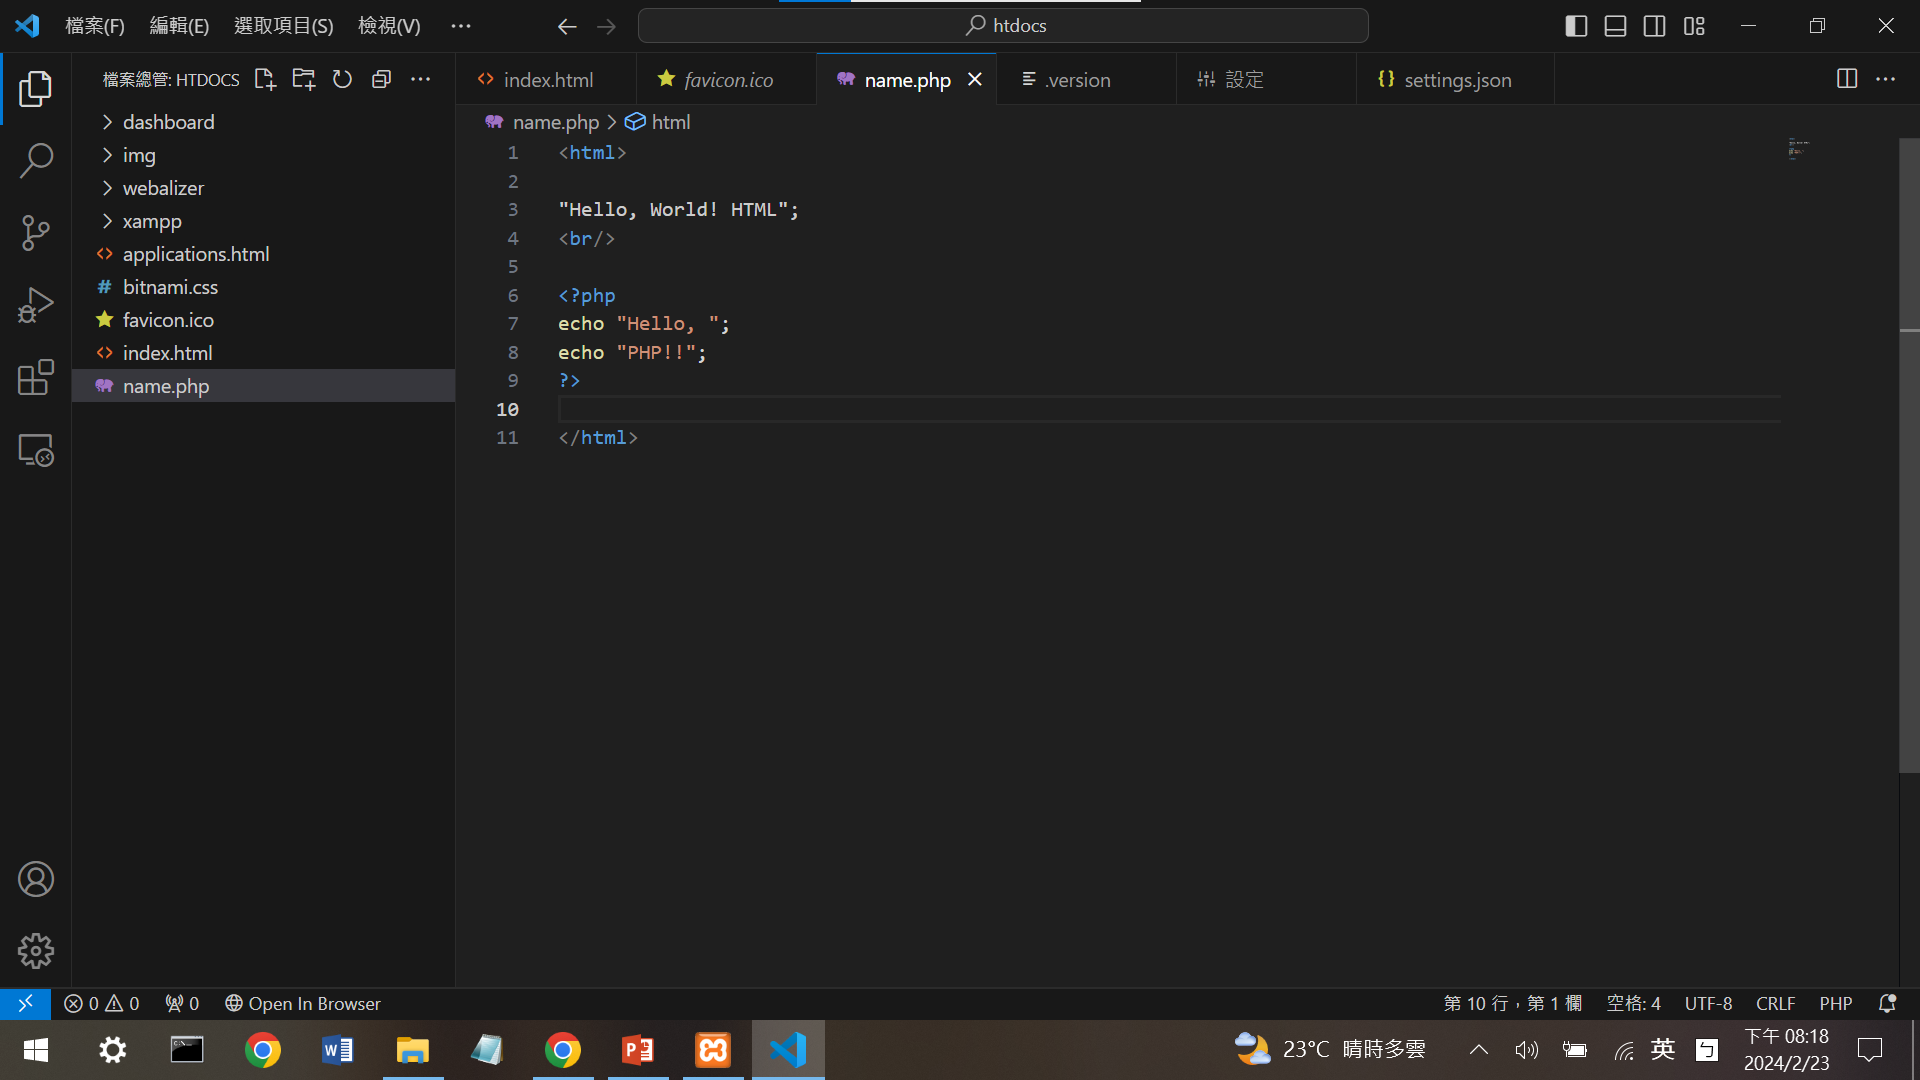 檔案(F) 編輯(E) 選取項目(S) 檢視(V) ··· htdocs
檔案總管: HTDOCS
dashboard
img
webalizer
xampp
applications.html
bitnami.css
favicon.ico
index.html
name.php
index.html favicon.ico name.php .version 設定 settings.json
name.php > html
1 <html>
2
3 "Hello, World! HTML";
4 <br/>
5
6 <?php
7 echo "Hello, ";
8 echo "PHP!!";
9 ?>
10
11 </html>
0 0 0 Open In Browser 第 10 行，第 1 欄 空格: 4 UTF-8 CRLF PHP
23°C 晴時多雲 英 ㄅ 下午 08:18
2024/2/23